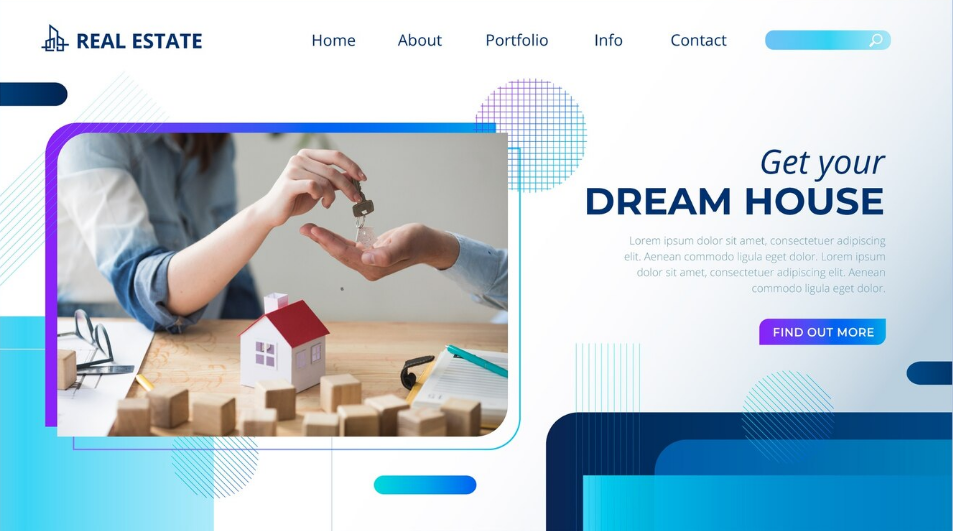 REAL ESTATE
Home About Portfolio Info Contact
Get your
DREAM HOUSE
Lorem ipsum dolor sit amet, consectetuer adipiscing
elit. Aenean commodo ligula eget dolor. Lorem ipsum
dolor sit amet, consectetuer adipiscing elit. Aenean
commodo ligula eget dolor.
FIND OUT MORE